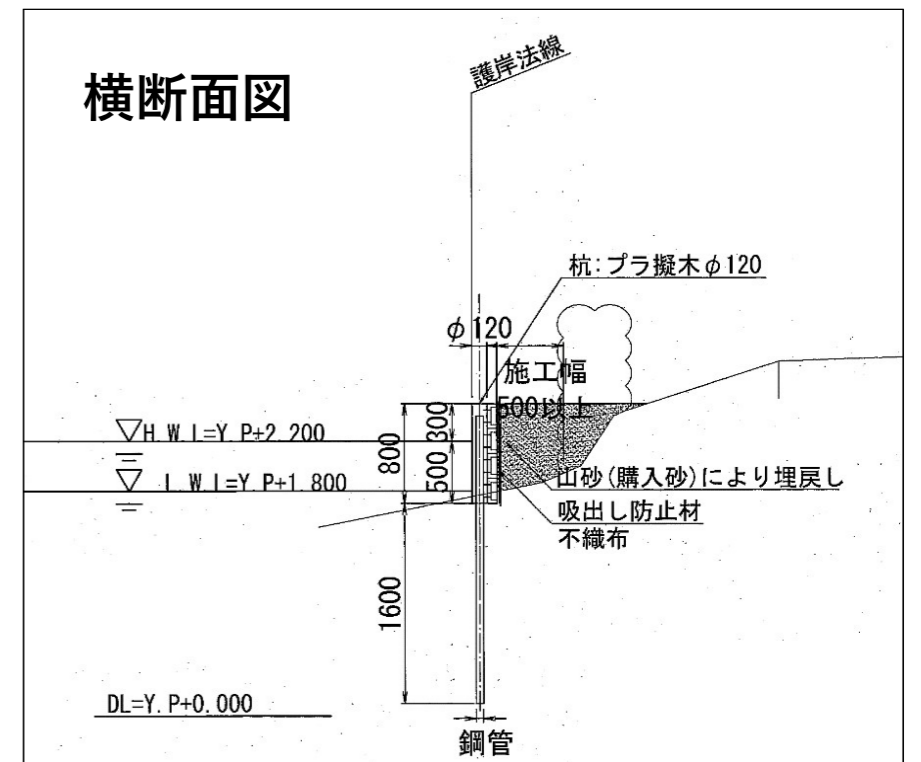 横断面図
護岸法線
杭:プラ擬木φ120
φ120
施工幅
500以上
300
800
500
H.W.L=Y.P+2.200
L.W.L=Y.P+1.800
山砂(購入砂)により埋戻し
吸出し防止材
不織布
1600
DL=Y.P+0.000
鋼管